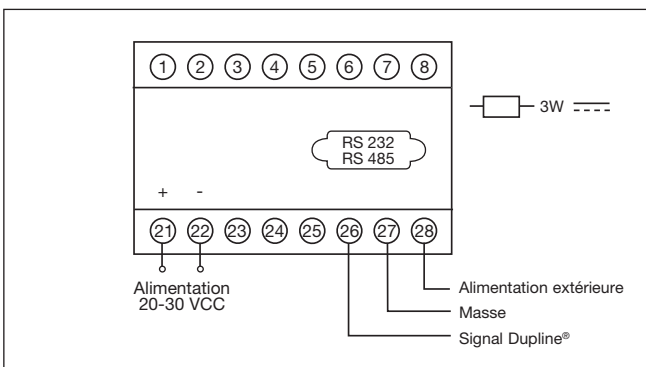 1 2 3 4 5 6 7 8
3W
RS 232
RS 485
+ -
21 22 23 24 25 26 27 28
Alimentation
20-30 VCC
Alimentation extérieure
Masse
Signal Dupline®